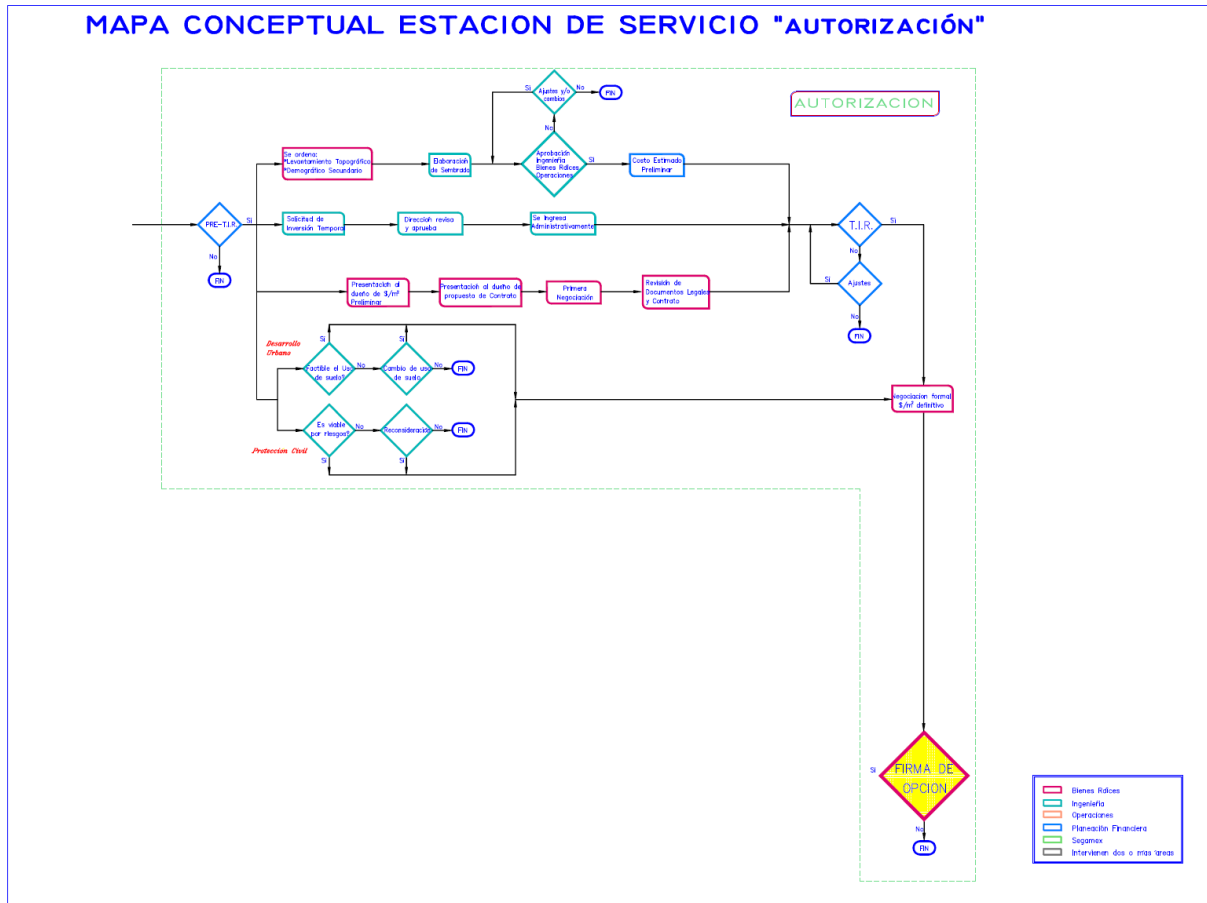 MAPA CONCEPTUAL ESTACION DE SERVICIO "AUTORIZACIÓN"
AUTORIZACION
Si
Ajustes y/o
cambios
No
FIN
No
Se ordena:
*Levantamiento Topográfico
*Demográfico Secundario
Elaboración
de Sembrado
Aprobación
Ingeniería
Bienes Raíces
Operaciones
Si
Costo Estimado
Preliminar
PRE-T.I.R.
Si
No
FIN
Solicitud de
Inversión Tempora
Direccion revisa
y aprueba
Se Ingresa
Administrativamente
T.I.R.
Si
No
Si
Ajustes
No
FIN
Presentacion al
dueño de $/m²
Preliminar
Presentación al dueño de
propuesta de Contrato
Primera
Negociación
Revisión de
Documentos Legales
y Contrato
Desarrollo
Urbano
Si
Factible el Uso
de suelo?
No
Si
Cambio de uso
de suelo
No
FIN
Negociacion formal
$/m² definitivo
Es viable
por riesgos?
No
Si
Reconsideración
No
Si
FIN
Proteccion Civil
Si
FIRMA DE
OPCION
No
FIN
Bienes Raíces
Ingeniería
Operaciones
Planeación Financiera
Segamex
Intervienen dos o mías áreas